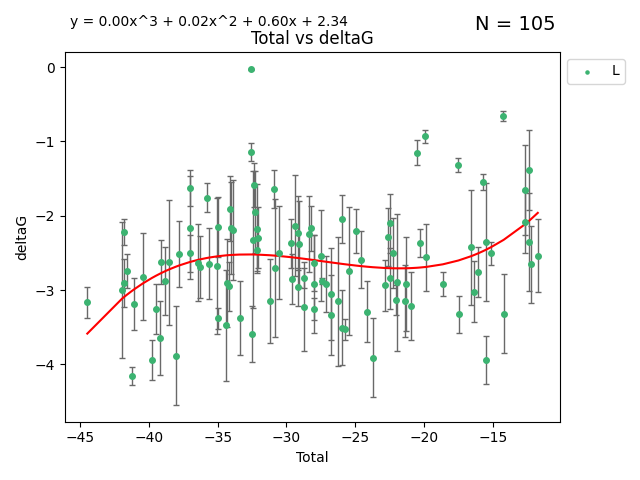 y = 0.00x^3 + 0.02x^2 + 0.60x + 2.34
N = 105
Total vs deltaG
L
deltaG
0
−1
−2
−3
−4
−45
−40
−35
−30
−25
−20
−15
Total